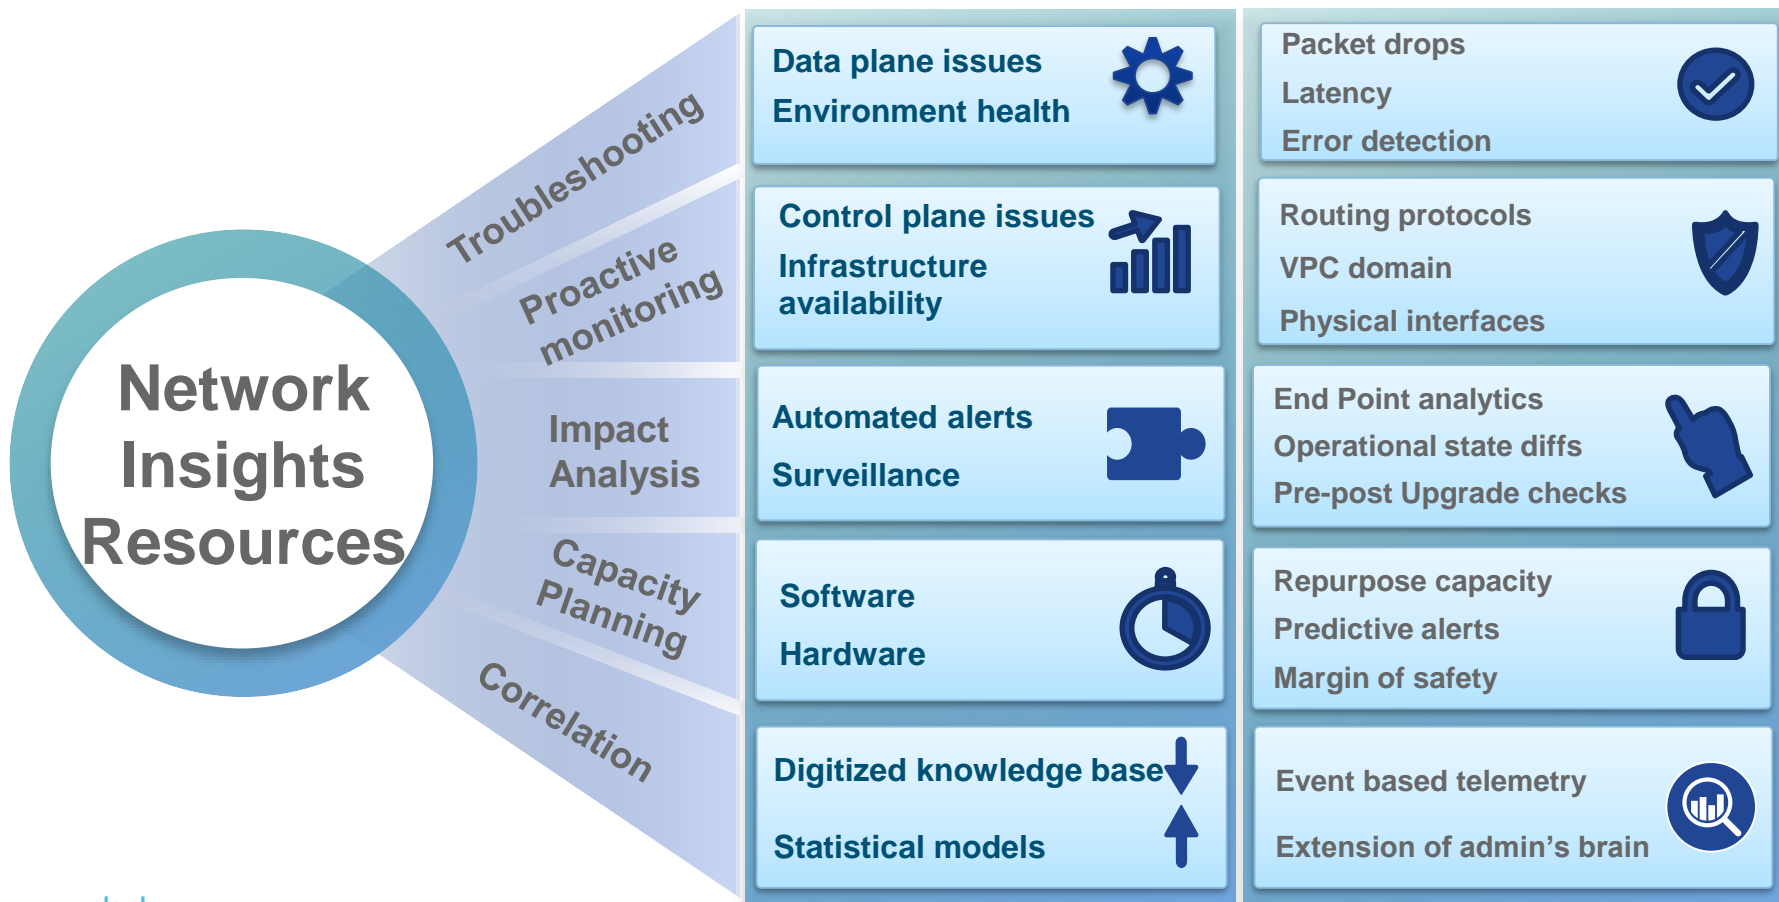 Network
Insights
Resources
Troubleshooting
Proactive
monitoring
Impact
Analysis
Capacity
Planning
Correlation
Data plane issues
Environment health
Control plane issues
Infrastructure
availability
Automated alerts
Surveillance
Software
Hardware
Digitized knowledge base
Statistical models
Packet drops
Latency
Error detection
Routing protocols
VPC domain
Physical interfaces
End Point analytics
Operational state diffs
Pre-post Upgrade checks
Repurpose capacity
Predictive alerts
Margin of safety
Event based telemetry
Extension of admin's brain